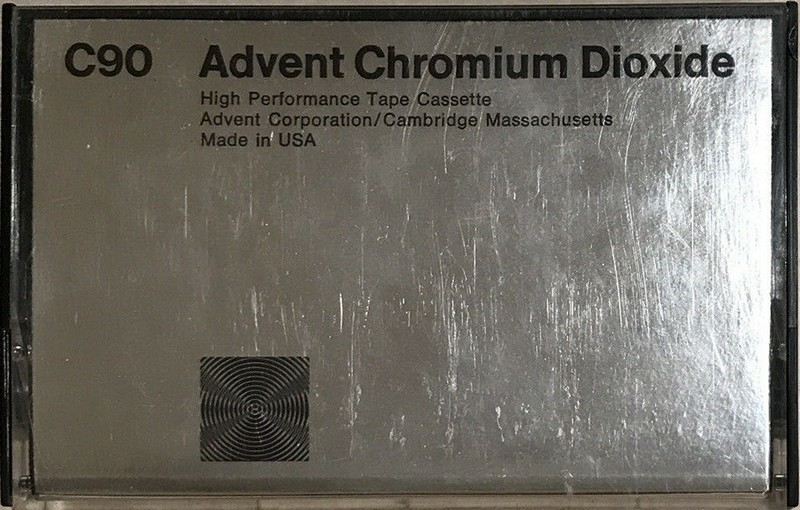 C90 Advent Chromium Dioxide
High Performance Tape Cassette
Advent Corporation/Cambridge Massachusetts
Made in USA